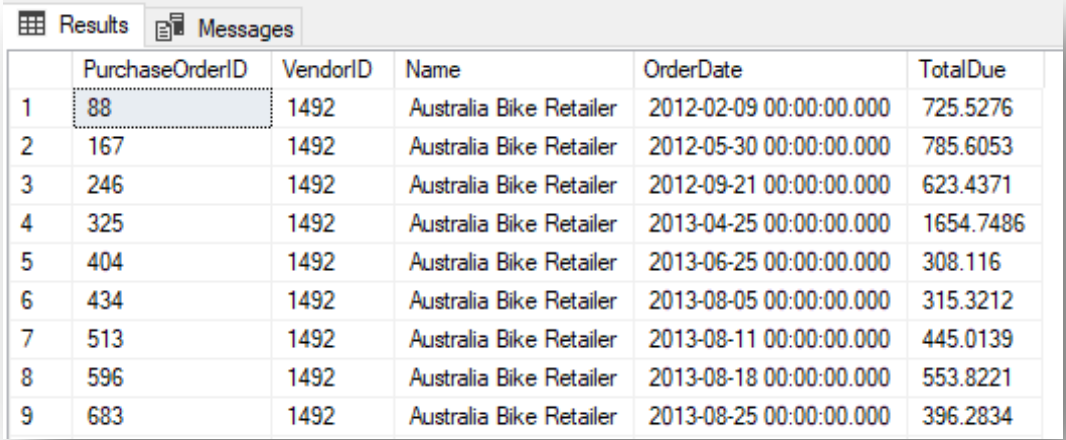 Results Messages
PurchaseOrderID VendorID Name OrderDate TotalDue
1 88 1492 Australia Bike Retailer 2012-02-09 00:00:00.000 725.5276
2 167 1492 Australia Bike Retailer 2012-05-30 00:00:00.000 785.6053
3 246 1492 Australia Bike Retailer 2012-09-21 00:00:00.000 623.4371
4 325 1492 Australia Bike Retailer 2013-04-25 00:00:00.000 1654.7486
5 404 1492 Australia Bike Retailer 2013-06-25 00:00:00.000 308.116
6 434 1492 Australia Bike Retailer 2013-08-05 00:00:00.000 315.3212
7 513 1492 Australia Bike Retailer 2013-08-11 00:00:00.000 445.0139
8 596 1492 Australia Bike Retailer 2013-08-18 00:00:00.000 553.8221
9 683 1492 Australia Bike Retailer 2013-08-25 00:00:00.000 396.2834